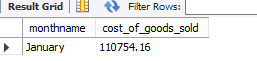 Result Grid Filter Rows:
monthname cost_of_goods_sold
January 110754.16